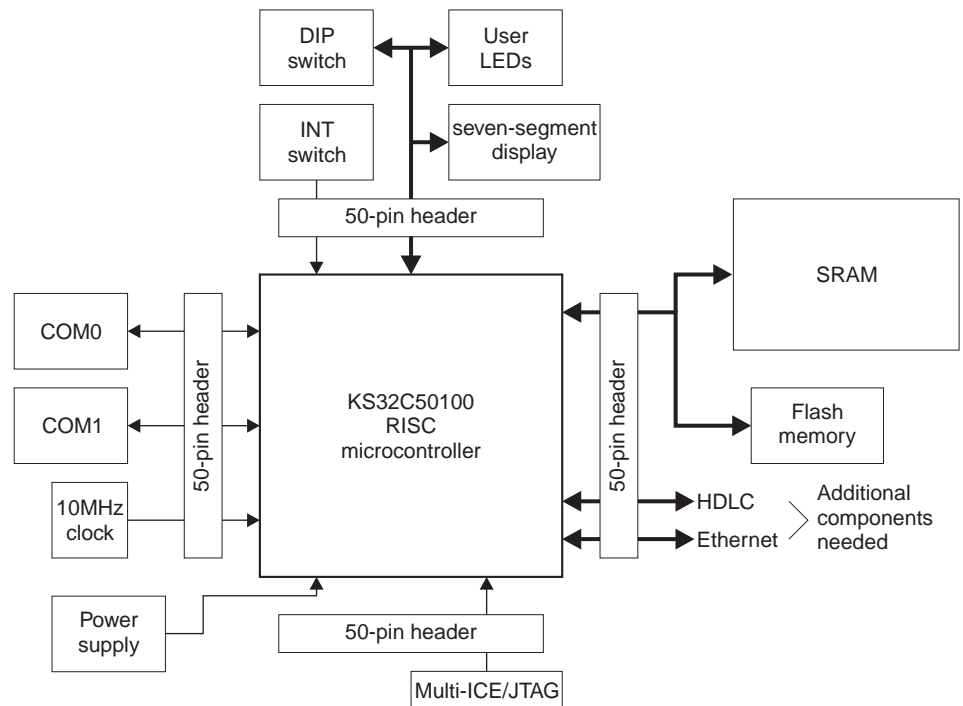 DIP
switch
User
LEDs
INT
switch
seven-segment
display
50-pin header
SRAM
COM0
COM1
10MHz
clock
50-pin header
KS32C50100
RISC
microcontroller
50-pin header
Flash
memory
HDLC
Ethernet
Additional
components
needed
Power
supply
50-pin header
Multi-ICE/JTAG